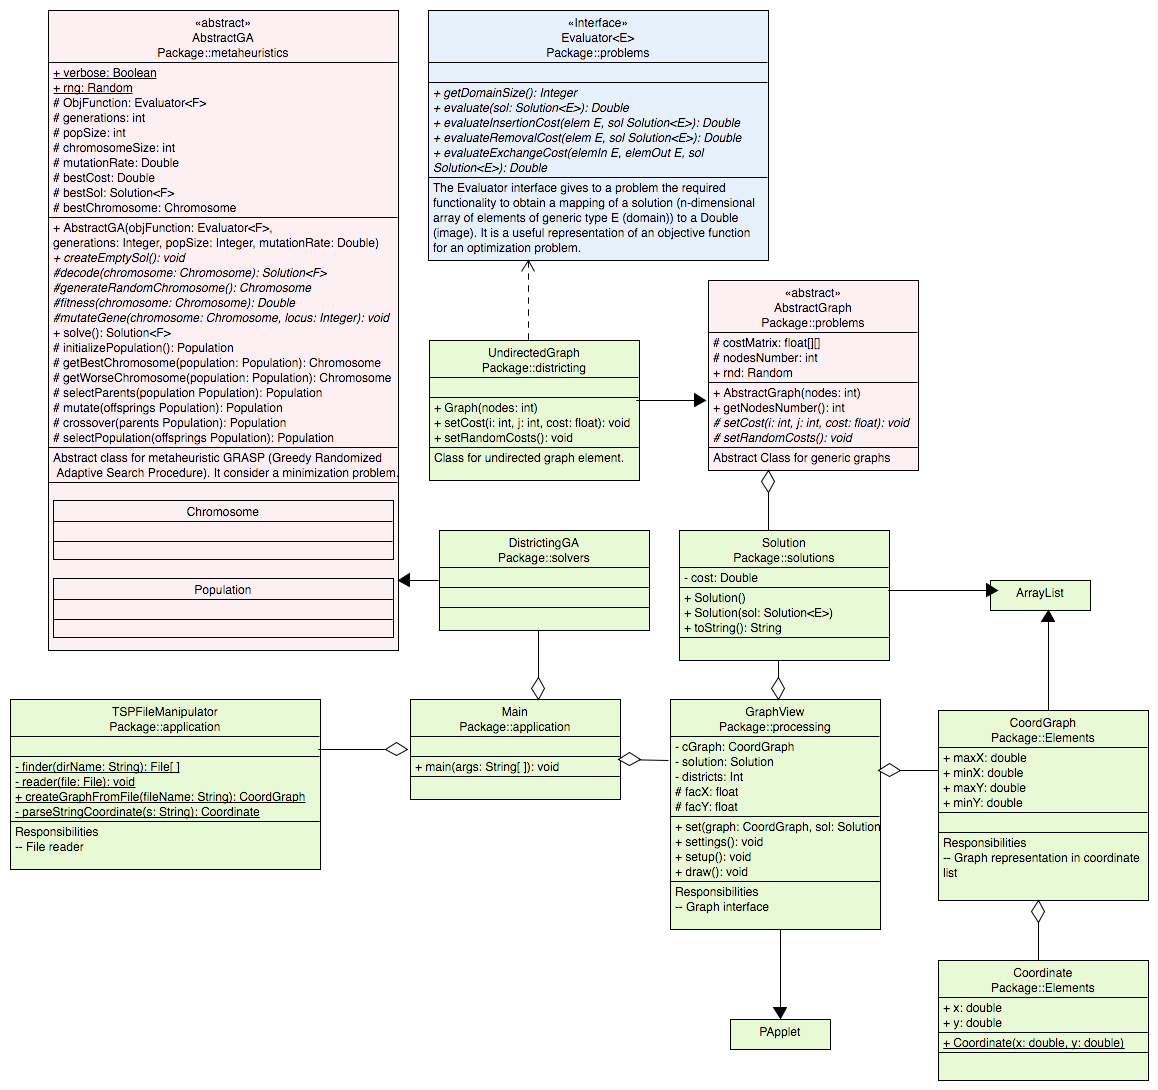 «abstract»
AbstractGA
Package::metaheuristics
+ verbose: Boolean
+ rng: Random
# ObjFunction: Evaluator<F>
# generations: int
# popSize: int
# chromosomeSize: int
# mutationRate: Double
# bestCost: Double
# bestSol: Solution<F>
# bestChromosome: Chromosome
+ AbstractGA(objFunction: Evaluator<F>,
generations: Integer, popSize: Integer, mutationRate: Double)
+ createEmptySol(): void
#decode(chromosome: Chromosome): Solution<F>
#generateRandomChromosome(): Chromosome
#fitness(chromosome: Chromosome): Double
#mutateGene(chromosome: Chromosome, locus: Integer): void
+ solve(): Solution<F>
# initializePopulation(): Population
# getBestChromosome(population: Population): Chromosome
# getWorseChromosome(population: Population): Chromosome
# selectParents(population Population): Population
# mutate(offsprings Population): Population
# crossover(parents Population): Population
# selectPopulation(offsprings Population): Population
Abstract class for metaheuristic GRASP (Greedy Randomized
Adaptive Search Procedure). It consider a minimization problem.
Chromosome
Population
«Interface»
Evaluator<E>
Package::problems
+ getDomainSize(): Integer
+ evaluate(sol: Solution<E>): Double
+ evaluateInsertionCost(elem E, sol Solution<E>): Double
+ evaluateRemovalCost(elem E, sol Solution<E>): Double
+ evaluateExchangeCost(elemIn E, elemOut E, sol
Solution<E>): Double
The Evaluator interface gives to a problem the required
functionality to obtain a mapping of a solution (n-dimensional
array of elements of generic type E (domain)) to a Double
(image). It is a useful representation of an objective function
for an optimization problem.
UndirectedGraph
Package::districting
+ Graph(nodes: int)
+ setCost(i: int, j: int, cost: float): void
+ setRandomCosts(): void
Class for undirected graph element.
«abstract»
AbstractGraph
Package::problems
# costMatrix: float[][]
# nodesNumber: int
+ rnd: Random
+ AbstractGraph(nodes: int)
+ getNodesNumber(): int
# setCost(i: int, j: int, cost: float): void
# setRandomCosts(): void
Abstract Class for generic graphs
DistrictingGA
Package::solvers
Solution
Package::solutions
- cost: Double
+ Solution()
+ Solution(sol: Solution<E>)
+ toString(): String
ArrayList
TSPFileManipulator
Package::application
- finder(dirName: String): File[ ]
- reader(file: File): void
+ createGraphFromFile(fileName: String): CoordGraph
- parseStringCoordinate(s: String): Coordinate
Responsibilities
-- File reader
Main
Package::application
+ main(args: String[ ]): void
GraphView
Package::processing
- cGraph: CoordGraph
- solution: Solution
- districts: Int
# facX: float
# facY: float
+ set(graph: CoordGraph, sol: Solution
+ settings(): void
+ setup(): void
+ draw(): void
Responsibilities
-- Graph interface
CoordGraph
Package::Elements
+ maxX: double
+ minX: double
+ maxY: double
+ minY: double
Responsibilities
-- Graph representation in coordinate
list
Coordinate
Package::Elements
+ x: double
+ y: double
+ Coordinate(x: double, y: double)
PApplet